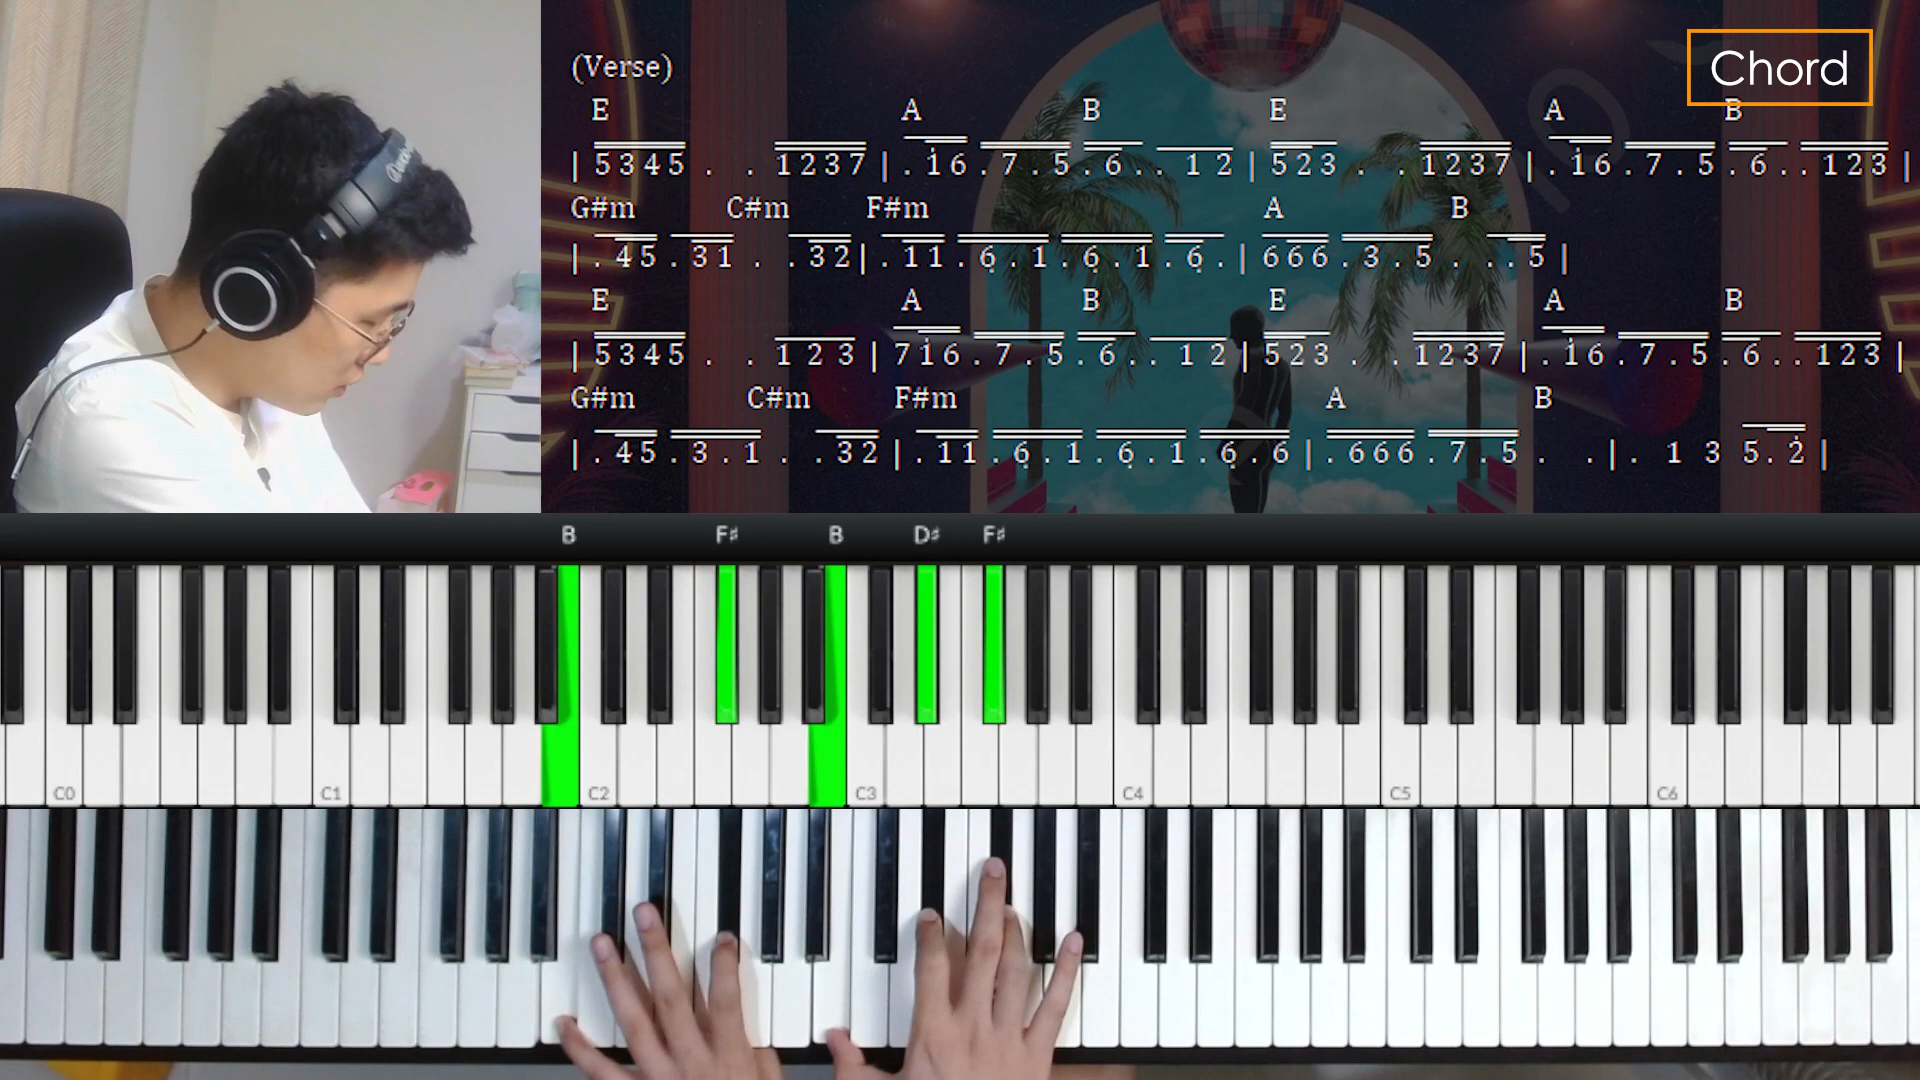 Chord
(Verse)
E A B E A B
| 5 3 4 5 . . 1 2 3 7 | . 1̇ 6 . 7 . 5 . 6 . . 1 2 | 5 2 3 . . 1 2 3 7 | . 1̇ 6 . 7 . 5 . 6 . . 1 2 3 |
G#m C#m F#m A B
| . 4 5 . 3 1 . . 3 2 | . 1 1 . 6̣ . 1 . 6̣ . 1 . 6̣ . | 6 6 6 . 3 . 5 . . . 5 |
E A B E A B
| 5 3 4 5 . . 1 2 3 | 7 1̇ 6 . 7 . 5 . 6 . . 1 2 | 5 2 3 . . 1 2 3 7 | . 1̇ 6 . 7 . 5 . 6 . . 1 2 3 |
G#m C#m F#m A B
| . 4 5 . 3 . 1 . . 3 2 | . 1 1 . 6̣ . 1 . 6̣ . 1 . 6̣ . 6 | . 6 6 6 . 7 . 5 . . | . 1 3 5 . 2̇ |
B F♯ B D♯ F♯
C0 C1 C2 C3 C4 C5 C6